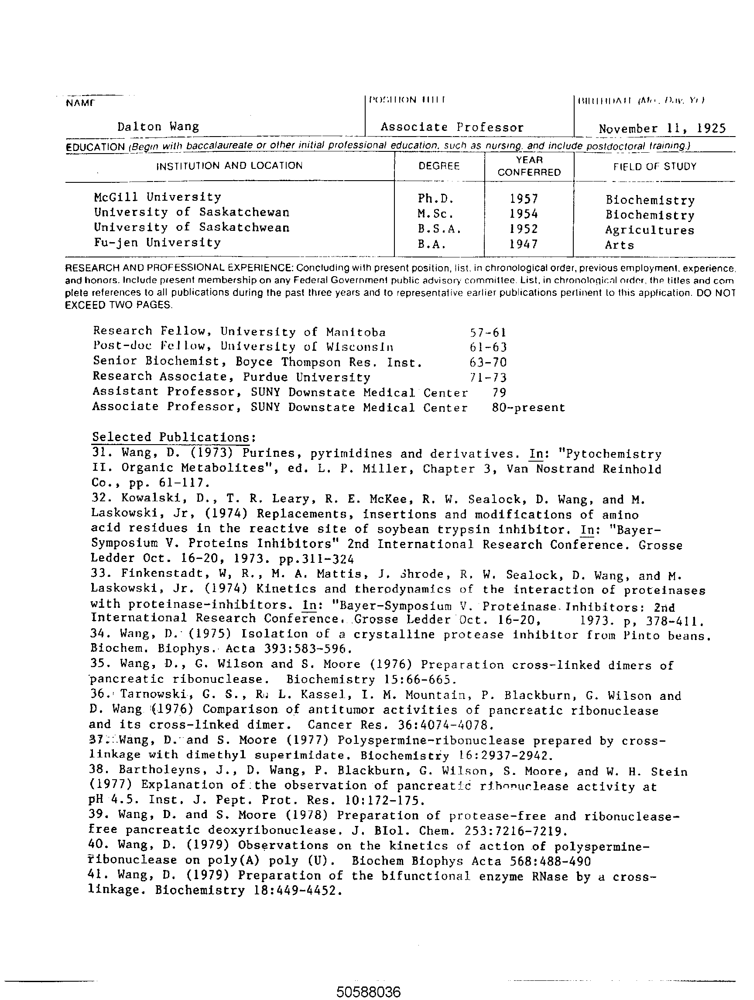 NAME POSITION TITLE BIRTHDATE (Mo., Day, Yr.)
Dalton Wang Associate Professor November 11, 1925
EDUCATION (Begin with baccalaureate or other initial professional education, such as nursing, and include postdoctoral training.)
INSTITUTION AND LOCATION DEGREE YEAR CONFERRED FIELD OF STUDY
McGill University Ph.D. 1957 Biochemistry
University of Saskatchewan M.Sc. 1954 Biochemistry
University of Saskatchwean B.S.A. 1952 Agricultures
Fu-jen University B.A. 1947 Arts
RESEARCH AND PROFESSIONAL EXPERIENCE: Concluding with present position, list, in chronological order, previous employment, experience,
and honors. Include present membership on any Federal Government public advisory committee. List, in chronological order, the titles and com
plete references to all publications during the past three years and to representative earlier publications pertinent to this application. DO NOT
EXCEED TWO PAGES.
Research Fellow, University of Manitoba 57-61
Post-doc Fellow, University of Wisconsin 61-63
Senior Biochemist, Boyce Thompson Res. Inst. 63-70
Research Associate, Purdue University 71-73
Assistant Professor, SUNY Downstate Medical Center 79
Associate Professor, SUNY Downstate Medical Center 80-present
Selected Publications:
31. Wang, D. (1973) Purines, pyrimidines and derivatives. In: "Pytochemistry
II. Organic Metabolites", ed. L. P. Miller, Chapter 3, Van Nostrand Reinhold
Co., pp. 61-117.
32. Kowalski, D., T. R. Leary, R. E. McKee, R. W. Sealock, D. Wang, and M.
Laskowski, Jr, (1974) Replacements, insertions and modifications of amino
acid residues in the reactive site of soybean trypsin inhibitor. In: "Bayer-
Symposium V. Proteins Inhibitors" 2nd International Research Conference. Grosse
Ledder Oct. 16-20, 1973. pp.311-324
33. Finkenstadt, W, R., M. A. Mattis, J. Shrode, R. W. Sealock, D. Wang, and M.
Laskowski, Jr. (1974) Kinetics and therodynamics of the interaction of proteinases
with proteinase-inhibitors. In: "Bayer-Symposium V. Proteinase Inhibitors: 2nd
International Research Conference. Grosse Ledder Oct. 16-20, 1973. p, 378-411.
34. Wang, D. (1975) Isolation of a crystalline protease inhibitor from Pinto beans.
Biochem. Biophys. Acta 393:583-596.
35. Wang, D., G. Wilson and S. Moore (1976) Preparation cross-linked dimers of
pancreatic ribonuclease. Biochemistry 15:66-665.
36. Tarnowski, G. S., R. L. Kassel, I. M. Mountain, P. Blackburn, G. Wilson and
D. Wang (1976) Comparison of antitumor activities of pancreatic ribonuclease
and its cross-linked dimer. Cancer Res. 36:4074-4078.
37. Wang, D. and S. Moore (1977) Polyspermine-ribonuclease prepared by cross-
linkage with dimethyl superimidate. Biochemistry 16:2937-2942.
38. Bartholeyns, J., D. Wang, P. Blackburn, G. Wilson, S. Moore, and W. H. Stein
(1977) Explanation of the observation of pancreatic ribonuclease activity at
pH 4.5. Inst. J. Pept. Prot. Res. 10:172-175.
39. Wang, D. and S. Moore (1978) Preparation of protease-free and ribonuclease-
free pancreatic deoxyribonuclease. J. BIol. Chem. 253:7216-7219.
40. Wang, D. (1979) Observations on the kinetics of action of polyspermine-
ribonuclease on poly(A) poly (U). Biochem Biophys Acta 568:488-490
41. Wang, D. (1979) Preparation of the bifunctional enzyme RNase by a cross-
linkage. Biochemistry 18:449-4452.
50588036